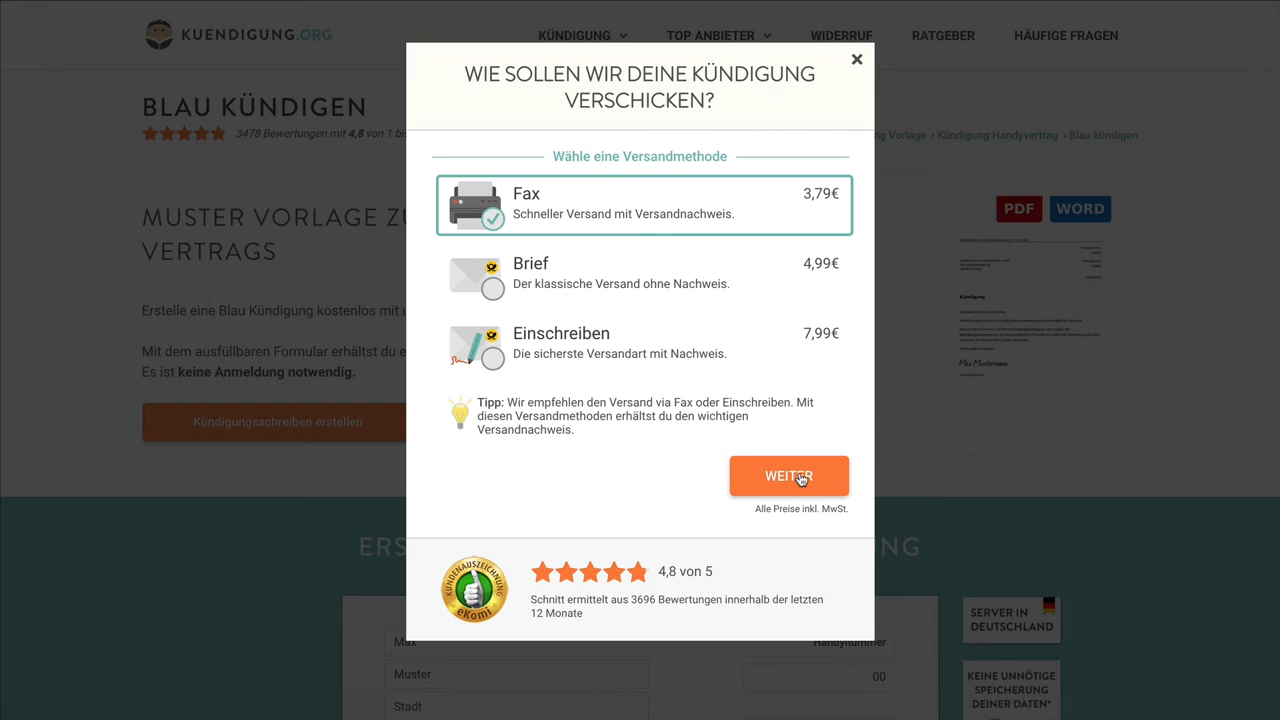 KUENDIGUNG.ORG
KÜNDIGUNG
TOP ANBIETER
WIDERRUF
RATGEBER
HÄUFIGE FRAGEN
BLAU KÜNDIGEN
3478 Bewertungen mit 4,8 von 1 bis
Vorlage › Kündigung Handyvertrag › Blau kündigen
MUSTER VORLAGE ZU
VERTRAGS
Erstelle eine Blau Kündigung kostenlos mit
Mit dem ausfüllbaren Formular erhältst du
Es ist keine Anmeldung notwendig.
Kündigungsschreiben erstellen
WIE SOLLEN WIR DEINE KÜNDIGUNG
VERSCHICKEN?
Wähle eine Versandmethode
Fax 3,79€
Schneller Versand mit Versandnachweis.
Brief 4,99€
Der klassische Versand ohne Nachweis.
Einschreiben 7,99€
Die sicherste Versandart mit Nachweis.
Tipp: Wir empfehlen den Versand via Fax oder Einschreiben. Mit
diesen Versandmethoden erhältst du den wichtigen
Versandnachweis.
WEITER
Alle Preise inkl. MwSt.
KUNDENAUSZEICHNUNG
eKomi
4,8 von 5
Schnitt ermittelt aus 3696 Bewertungen innerhalb der letzten
12 Monate
PDF
WORD
Kündigung
Max Mustermann
Max
Muster
Stadt
Handynummer
00
SERVER IN
DEUTSCHLAND
KEINE UNNÖTIGE
SPEICHERUNG
DEINER DATEN*